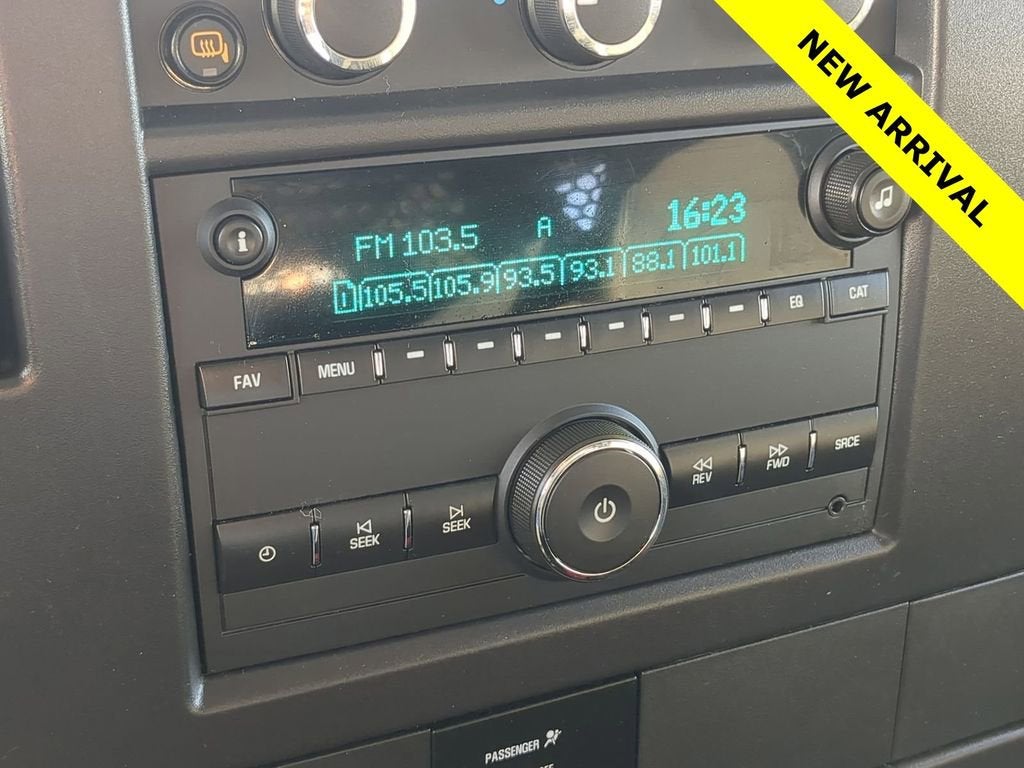 NEW ARRIVAL
16:23
FM 103.5 A
1 105.5 105.9 93.5 93.1 88.1 101.1
i
FAV MENU EQ CAT
SEEK SEEK REV FWD SRCE
PASSENGER